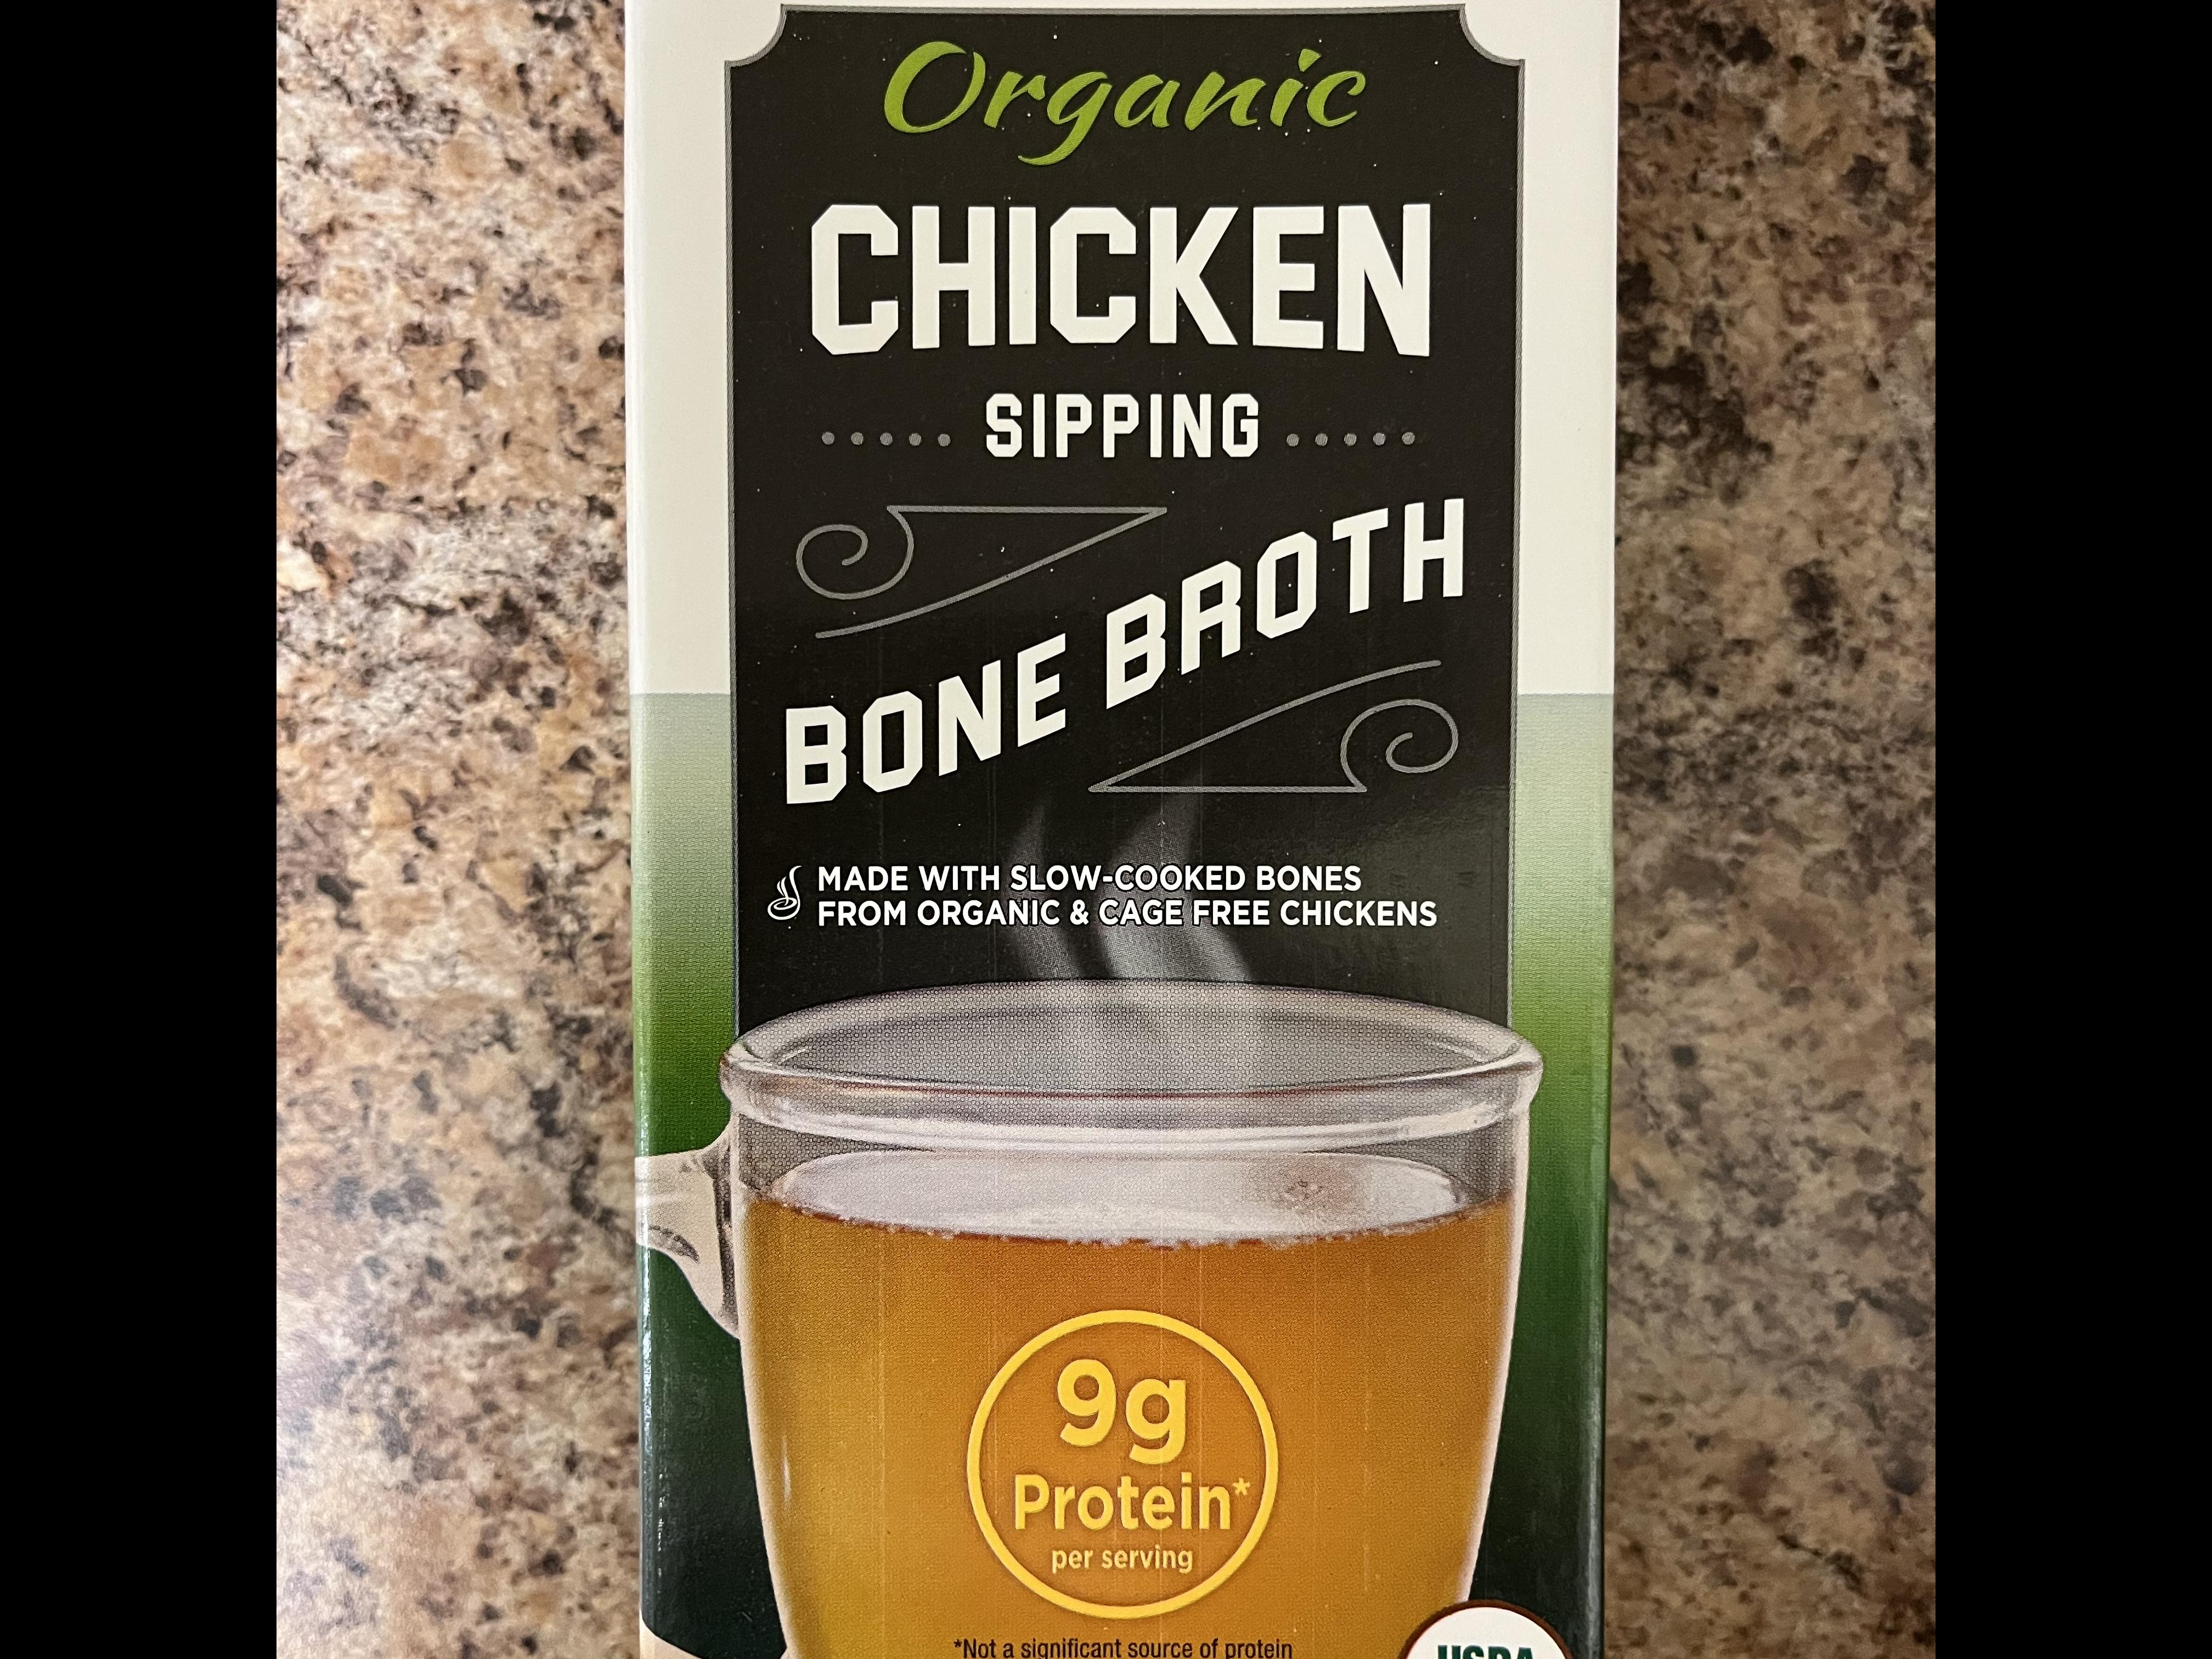 Organic
CHICKEN
SIPPING
BONE BROTH
MADE WITH SLOW-COOKED BONES
FROM ORGANIC & CAGE FREE CHICKENS
9g
Protein*
per serving
*Not a significant source of protein
USDA